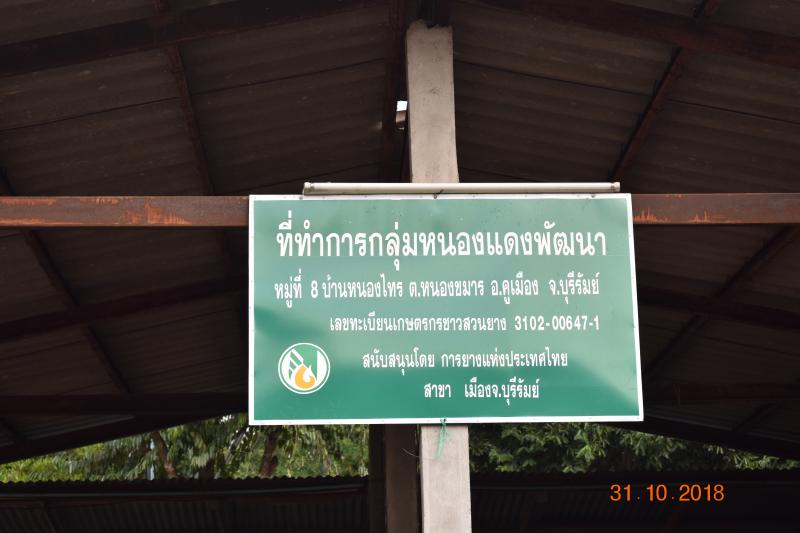 ที่ทำการกลุ่มหนองแดงพัฒนา
หมู่ที่ 8 บ้านหนองไทร ต.หนองขมาร อ.คูเมือง จ.บุรีรัมย์
เลขทะเบียนเกษตรกรชาวสวนยาง 3102-00647-1
สนับสนุนโดย การยางแห่งประเทศไทย
สาขา เมืองจ.บุรีรัมย์
31.10.2018